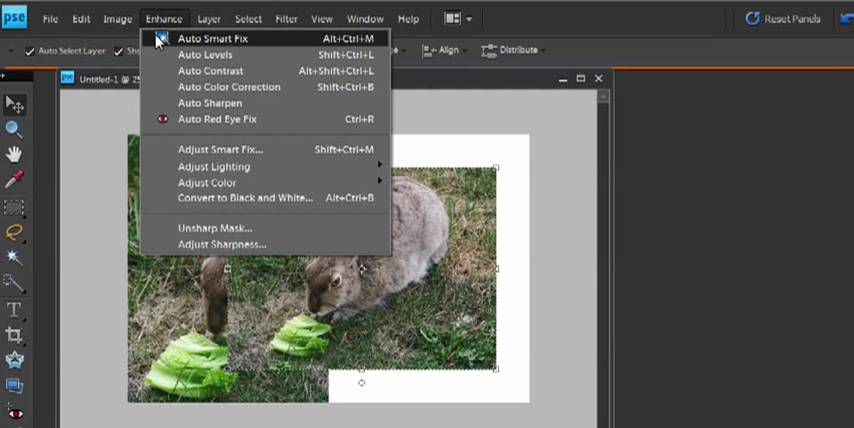 pse File Edit Image Enhance Layer Select Filter View Window Help Reset Panels
Auto Select Layer Align Distribute
Auto Smart Fix Alt+Ctrl+M
Auto Levels Shift+Ctrl+L
Auto Contrast Alt+Shift+Ctrl+L
Auto Color Correction Shift+Ctrl+B
Auto Sharpen
Auto Red Eye Fix Ctrl+R
Adjust Smart Fix... Shift+Ctrl+M
Adjust Lighting
Adjust Color
Convert to Black and White... Alt+Ctrl+B
Unsharp Mask...
Adjust Sharpness...
Untitled-1 @
T